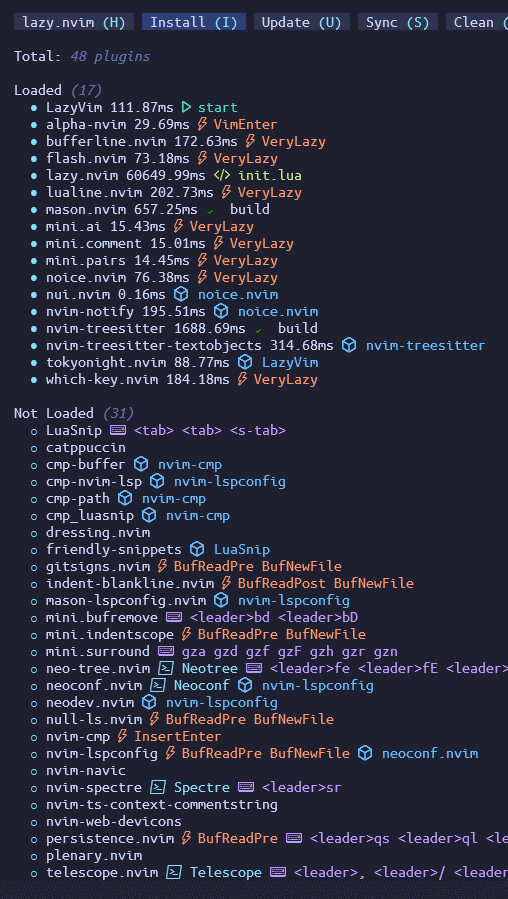 lazy.nvim (H) Install (I) Update (U) Sync (S) Clean (
Total: 48 plugins
Loaded (17)
● LazyVim 111.87ms start
● alpha-nvim 29.69ms VimEnter
● bufferline.nvim 172.63ms VeryLazy
● flash.nvim 73.18ms VeryLazy
● lazy.nvim 60649.99ms </> init.lua
● lualine.nvim 202.73ms VeryLazy
● mason.nvim 657.25ms ✓ build
● mini.ai 15.43ms VeryLazy
● mini.comment 15.01ms VeryLazy
● mini.pairs 14.45ms VeryLazy
● noice.nvim 76.38ms VeryLazy
● nui.nvim 0.16ms noice.nvim
● nvim-notify 195.51ms noice.nvim
● nvim-treesitter 1688.69ms ✓ build
● nvim-treesitter-textobjects 314.68ms nvim-treesitter
● tokyonight.nvim 88.77ms LazyVim
● which-key.nvim 184.18ms VeryLazy
Not Loaded (31)
○ LuaSnip <tab> <tab> <s-tab>
○ catppuccin
○ cmp-buffer nvim-cmp
○ cmp-nvim-lsp nvim-lspconfig
○ cmp-path nvim-cmp
○ cmp_luasnip nvim-cmp
○ dressing.nvim
○ friendly-snippets LuaSnip
○ gitsigns.nvim BufReadPre BufNewFile
○ indent-blankline.nvim BufReadPost BufNewFile
○ mason-lspconfig.nvim nvim-lspconfig
○ mini.bufremove <leader>bd <leader>bD
○ mini.indentscope BufReadPre BufNewFile
○ mini.surround gza gzd gzf gzF gzh gzr gzn
○ neo-tree.nvim Neotree <leader>fe <leader>fE <leader>
○ neoconf.nvim Neoconf nvim-lspconfig
○ neodev.nvim nvim-lspconfig
○ null-ls.nvim BufReadPre BufNewFile
○ nvim-cmp InsertEnter
○ nvim-lspconfig BufReadPre BufNewFile neoconf.nvim
○ nvim-navic
○ nvim-spectre Spectre <leader>sr
○ nvim-ts-context-commentstring
○ nvim-web-devicons
○ persistence.nvim BufReadPre <leader>qs <leader>ql <le
○ plenary.nvim
○ telescope.nvim Telescope <leader>, <leader>/ <leader